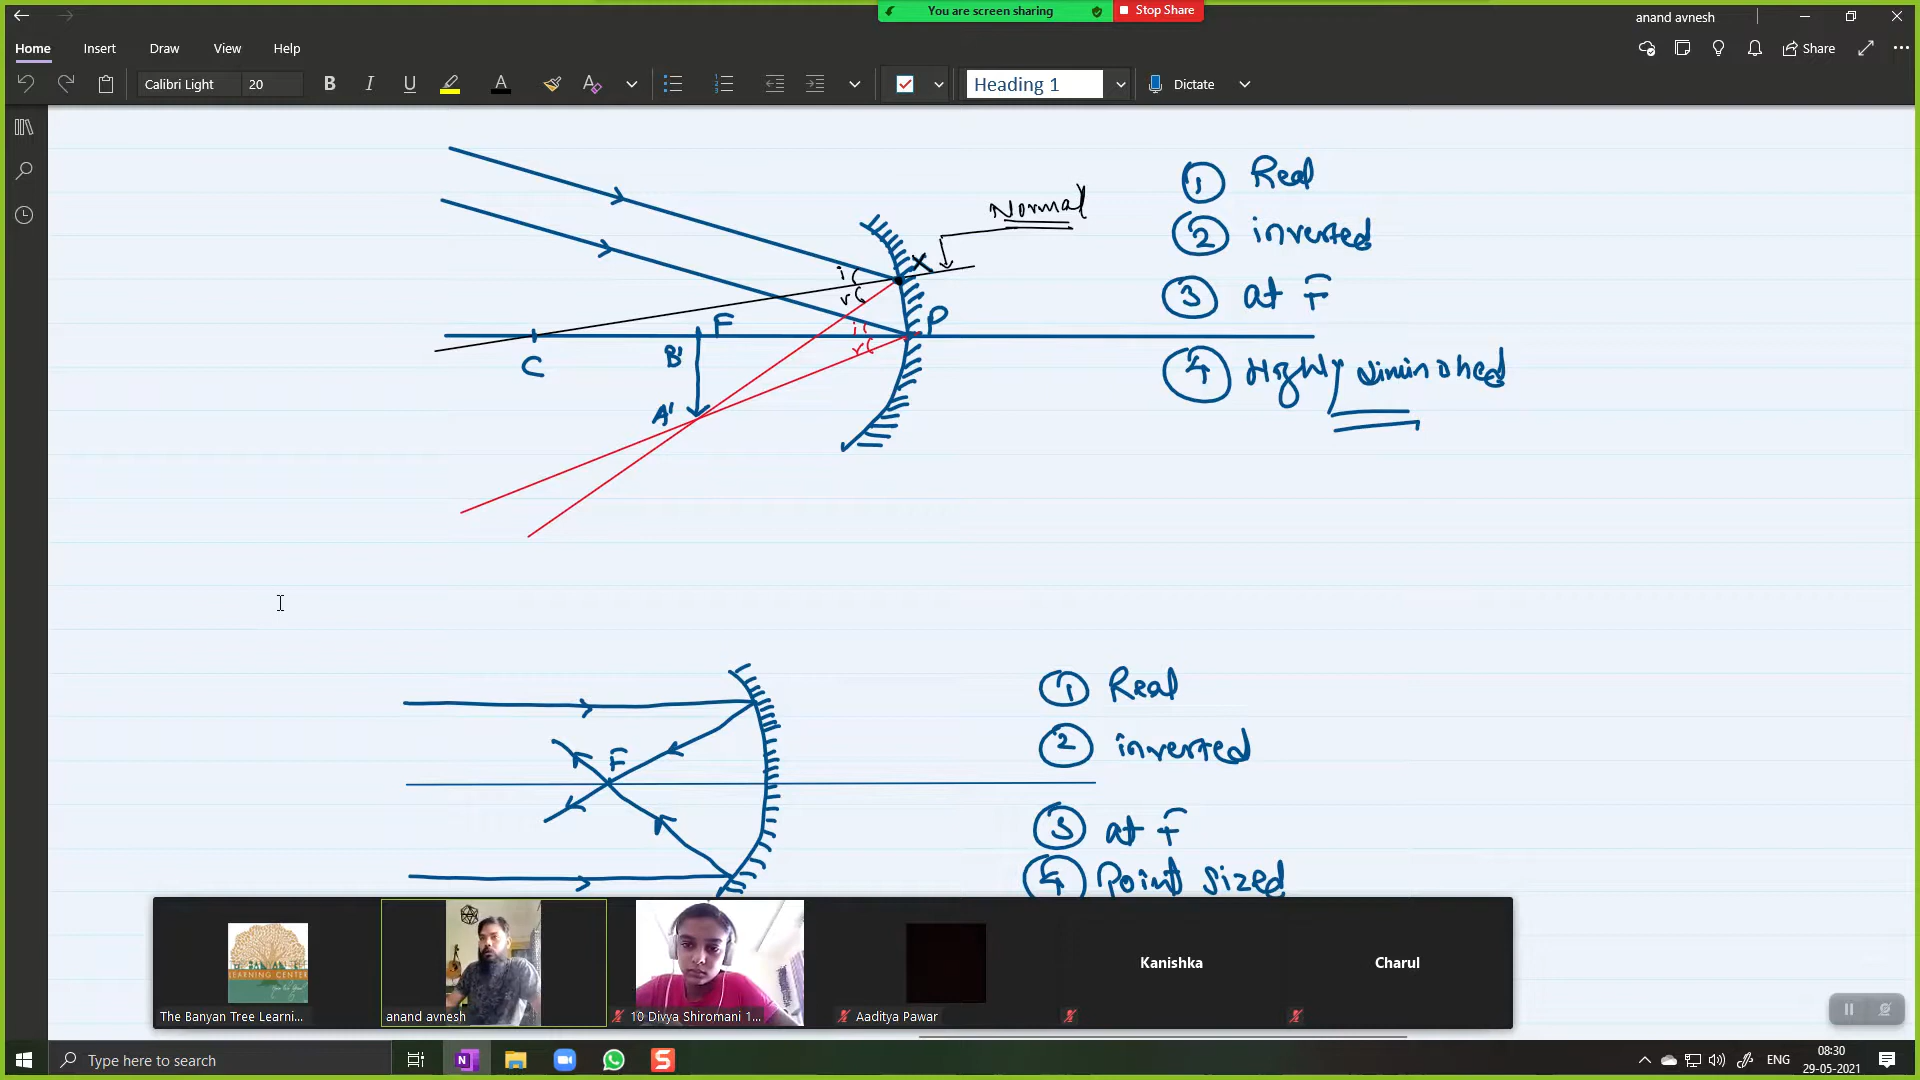 You are screen sharing
Stop Share
anand avnesh
Home Insert Draw View Help
Share
Calibri Light 20
B I U A A
Heading 1
Dictate
Normal
X
i
r
i
r
F
P
C
B'
A'
1 Real
2 inverted
3 at F
4 Highly diminished
F
1 Real
2 inverted
3 at F
4 Point sized
LEARNING CENTER
The Banyan Tree Learni...
anand avnesh
10 Divya Shiromani 1...
Aaditya Pawar
Kanishka
Charul
Type here to search
N
S
ENG
08:30
29-05-2021